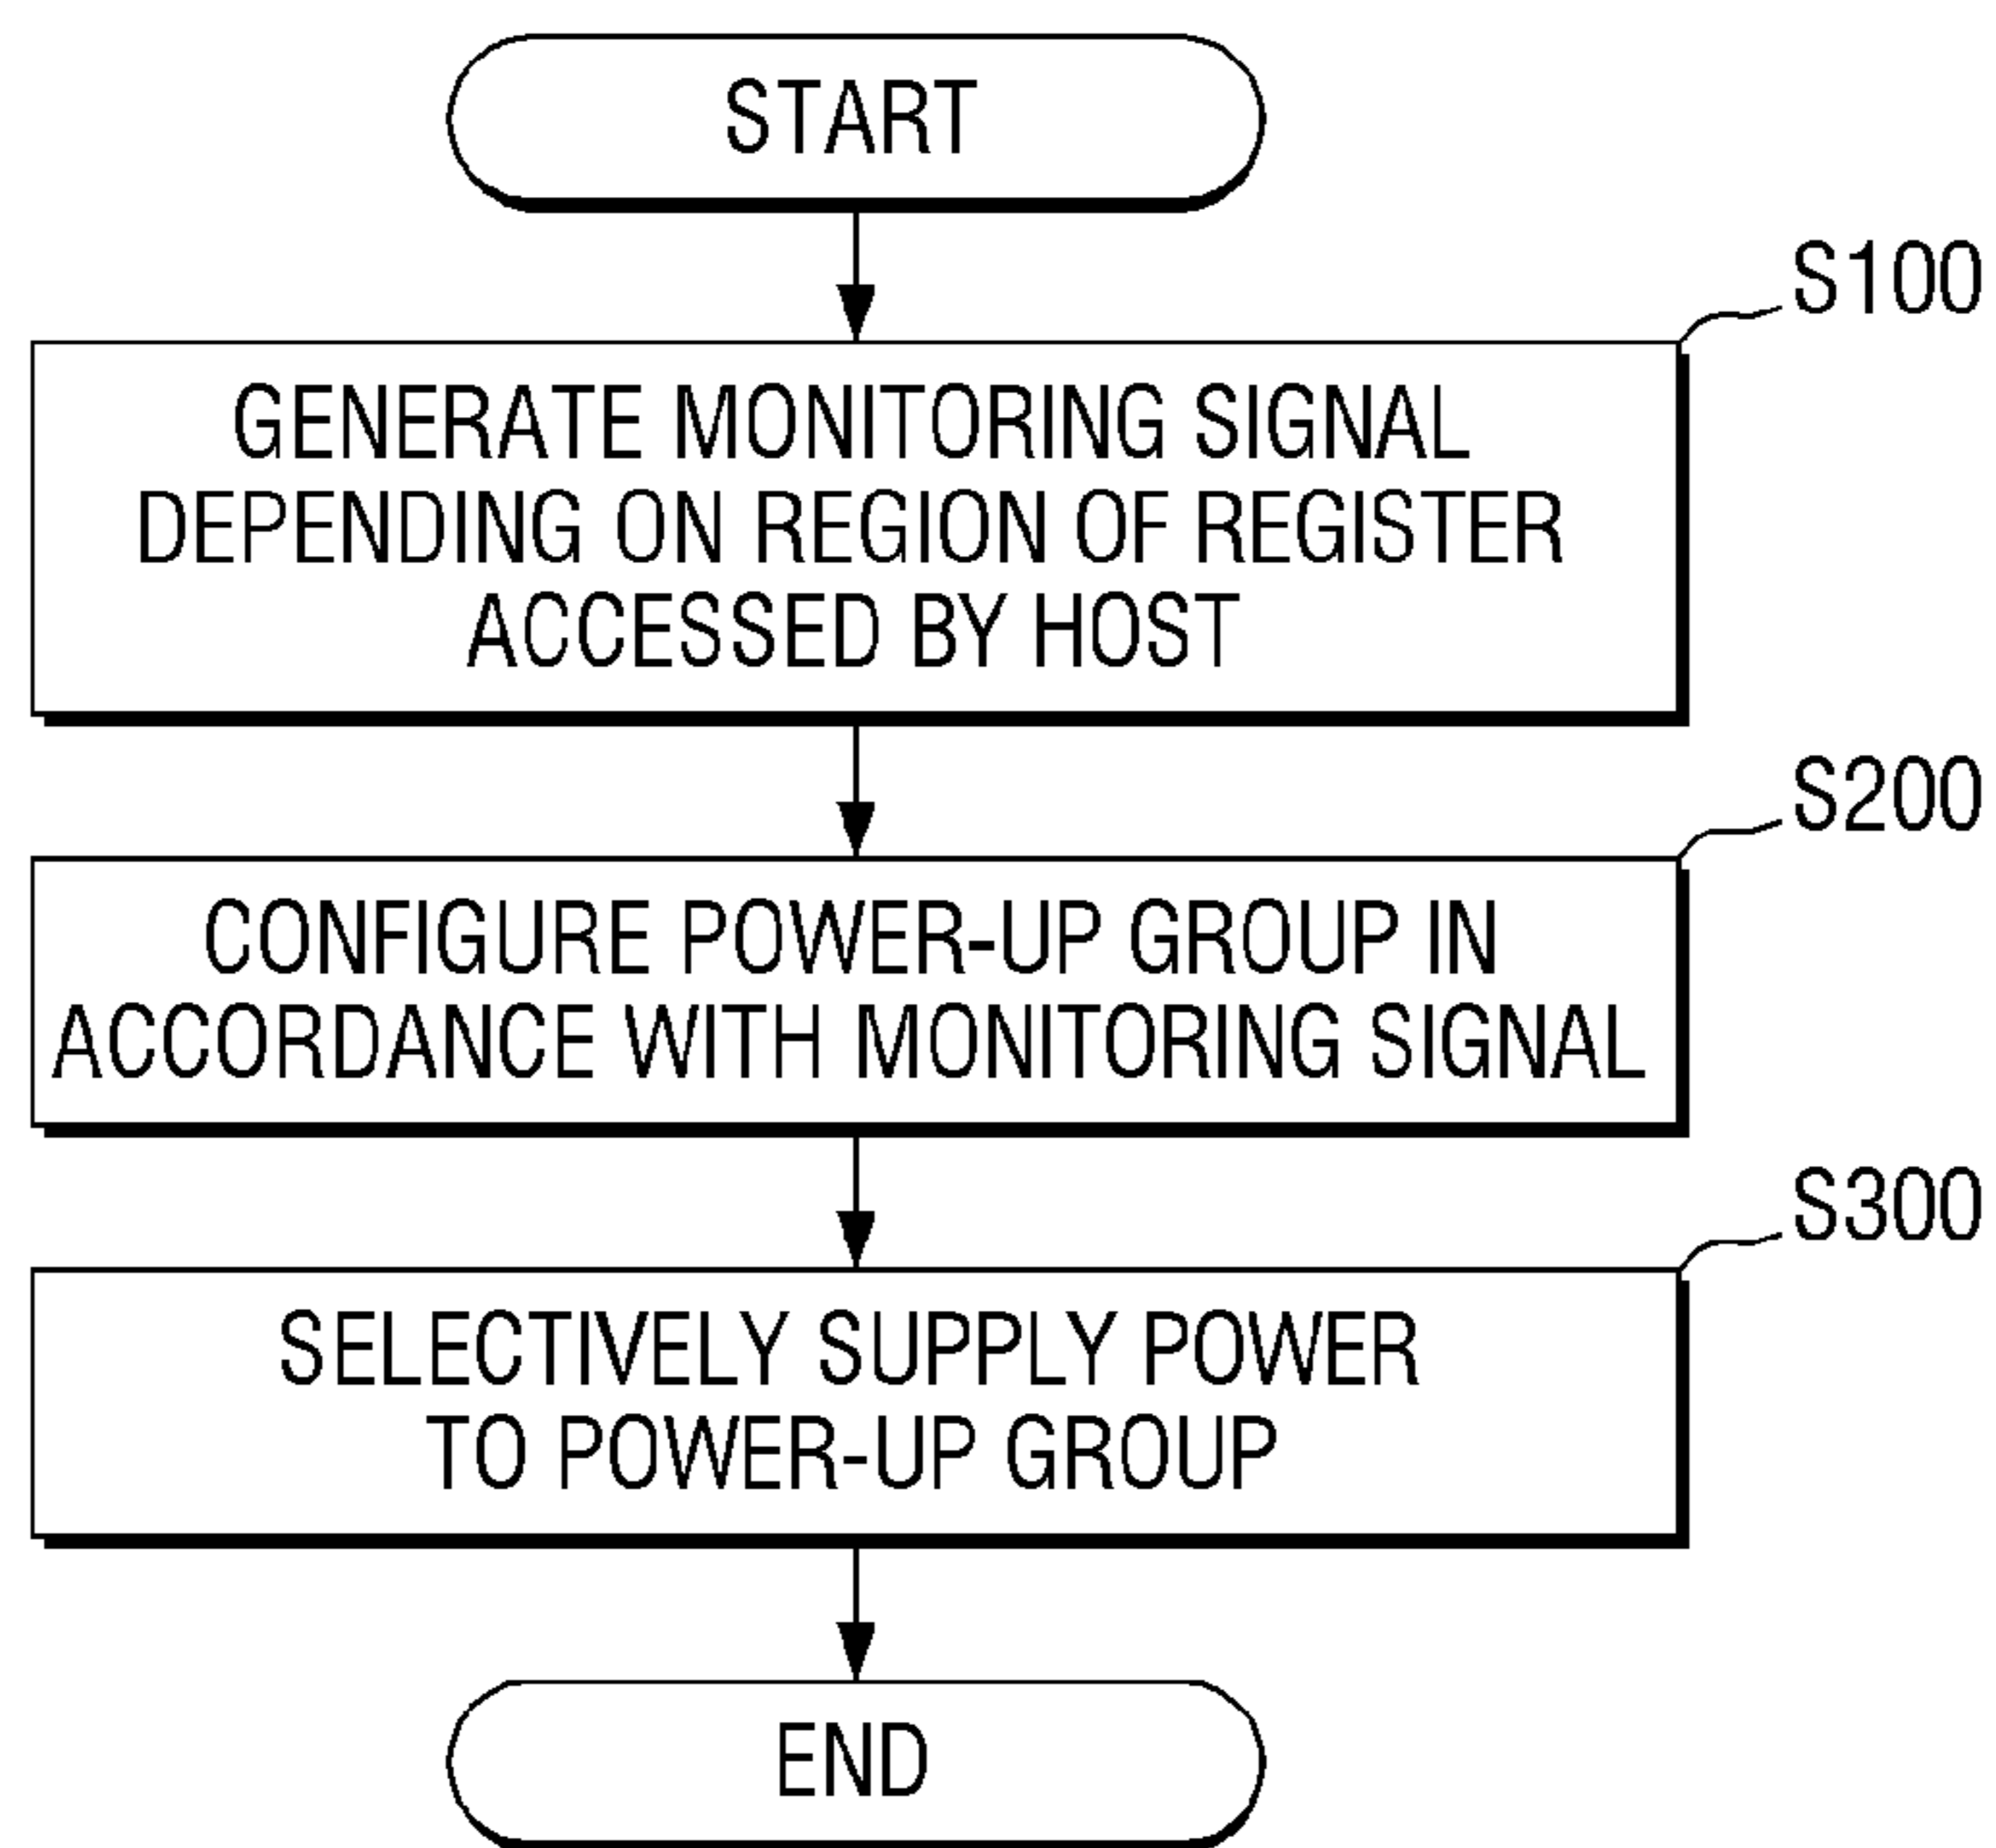 START
S100
GENERATE MONITORING SIGNAL
DEPENDING ON REGION OF REGISTER
ACCESSED BY HOST
S200
CONFIGURE POWER-UP GROUP IN
ACCORDANCE WITH MONITORING SIGNAL
S300
SELECTIVELY SUPPLY POWER
TO POWER-UP GROUP
END